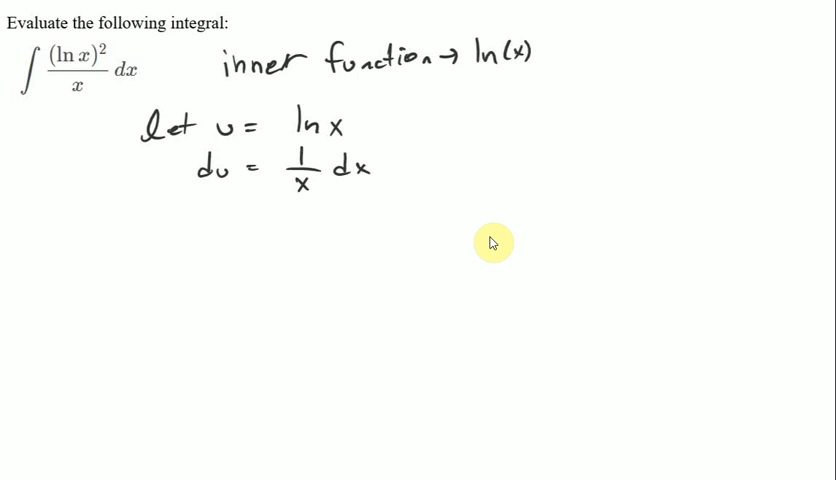 Evaluate the following integral:
∫ (ln x)² / x dx
inner function → ln(x)
let u = ln x
du = 1/x dx